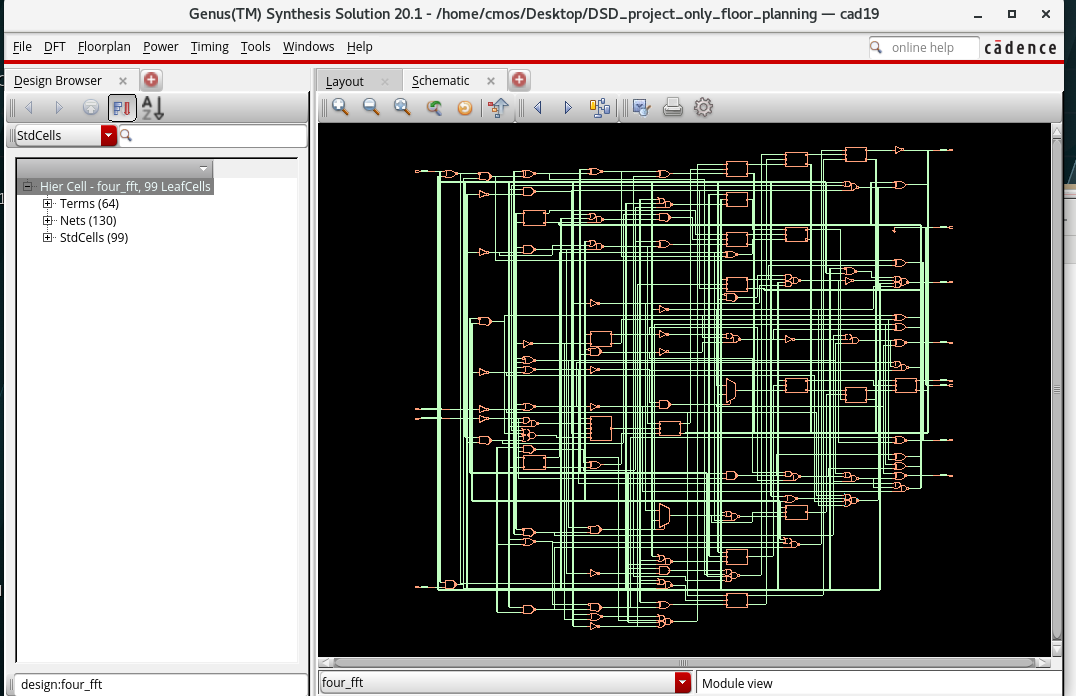 Genus(TM) Synthesis Solution 20.1 - /home/cmos/Desktop/DSD_project_only_floor_planning — cad19
File DFT Floorplan Power Timing Tools Windows Help online help cādence
Design Browser Layout Schematic
StdCells
Hier Cell - four_fft, 99 LeafCells
Terms (64)
Nets (130)
StdCells (99)
design:four_fft four_fft Module view